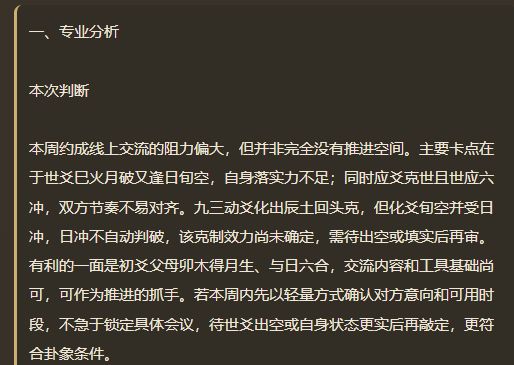 一、专业分析
本次判断
本周约成线上交流的阻力偏大，但并非完全没有推进空间。主要卡点在
于世爻巳火月破又逢日旬空，自身落实力不足；同时应爻克世且世应六
冲，双方节奏不易对齐。九三动爻化出辰土回头克，但化爻旬空并受日
冲，日冲不自动判破，该克制效力尚未确定，需待出空或填实后再审。
有利的一面是初爻父母卯木得月生、与日六合，交流内容和工具基础尚
可，可作为推进的抓手。若本周内先以轻量方式确认对方意向和可用时
段，不急于锁定具体会议，待世爻出空或自身状态更实后再敲定，更符
合卦象条件。